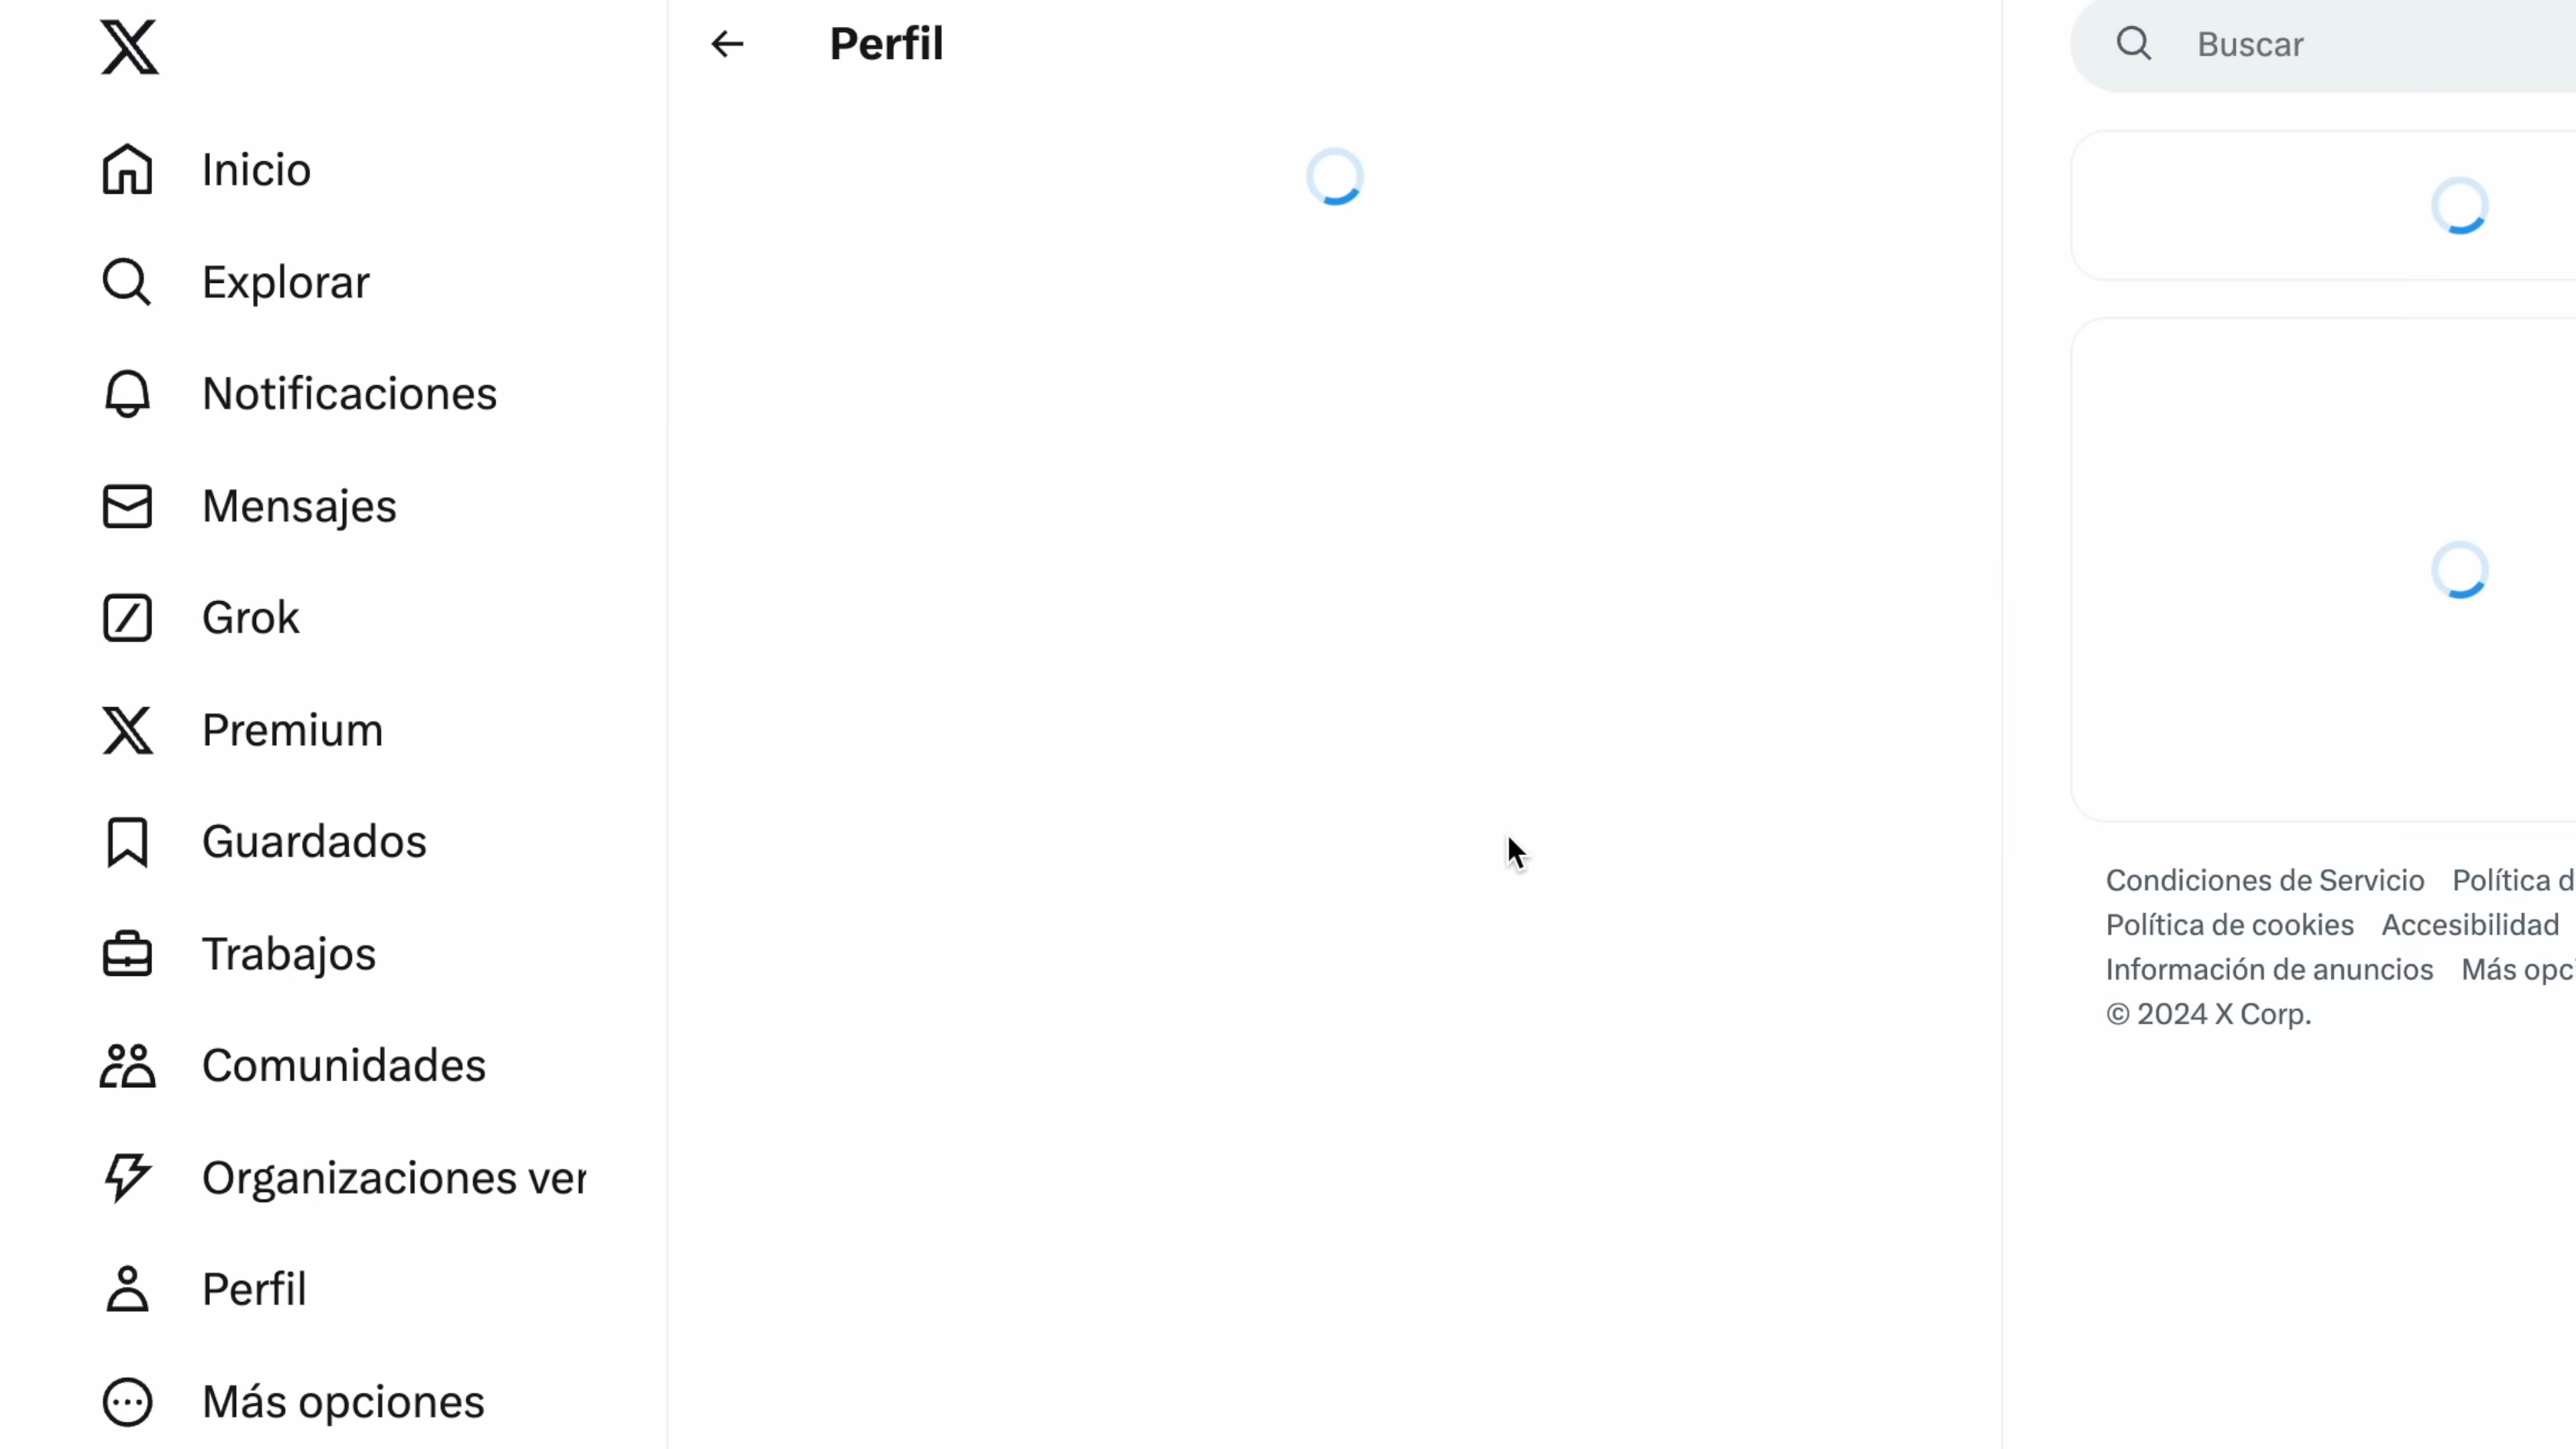 Inicio
Explorar
Notificaciones
Mensajes
Grok
Premium
Guardados
Trabajos
Comunidades
Organizaciones ver
Perfil
Más opciones
Perfil
Buscar
Condiciones de Servicio Política d
Política de cookies Accesibilidad
Información de anuncios Más opc
© 2024 X Corp.